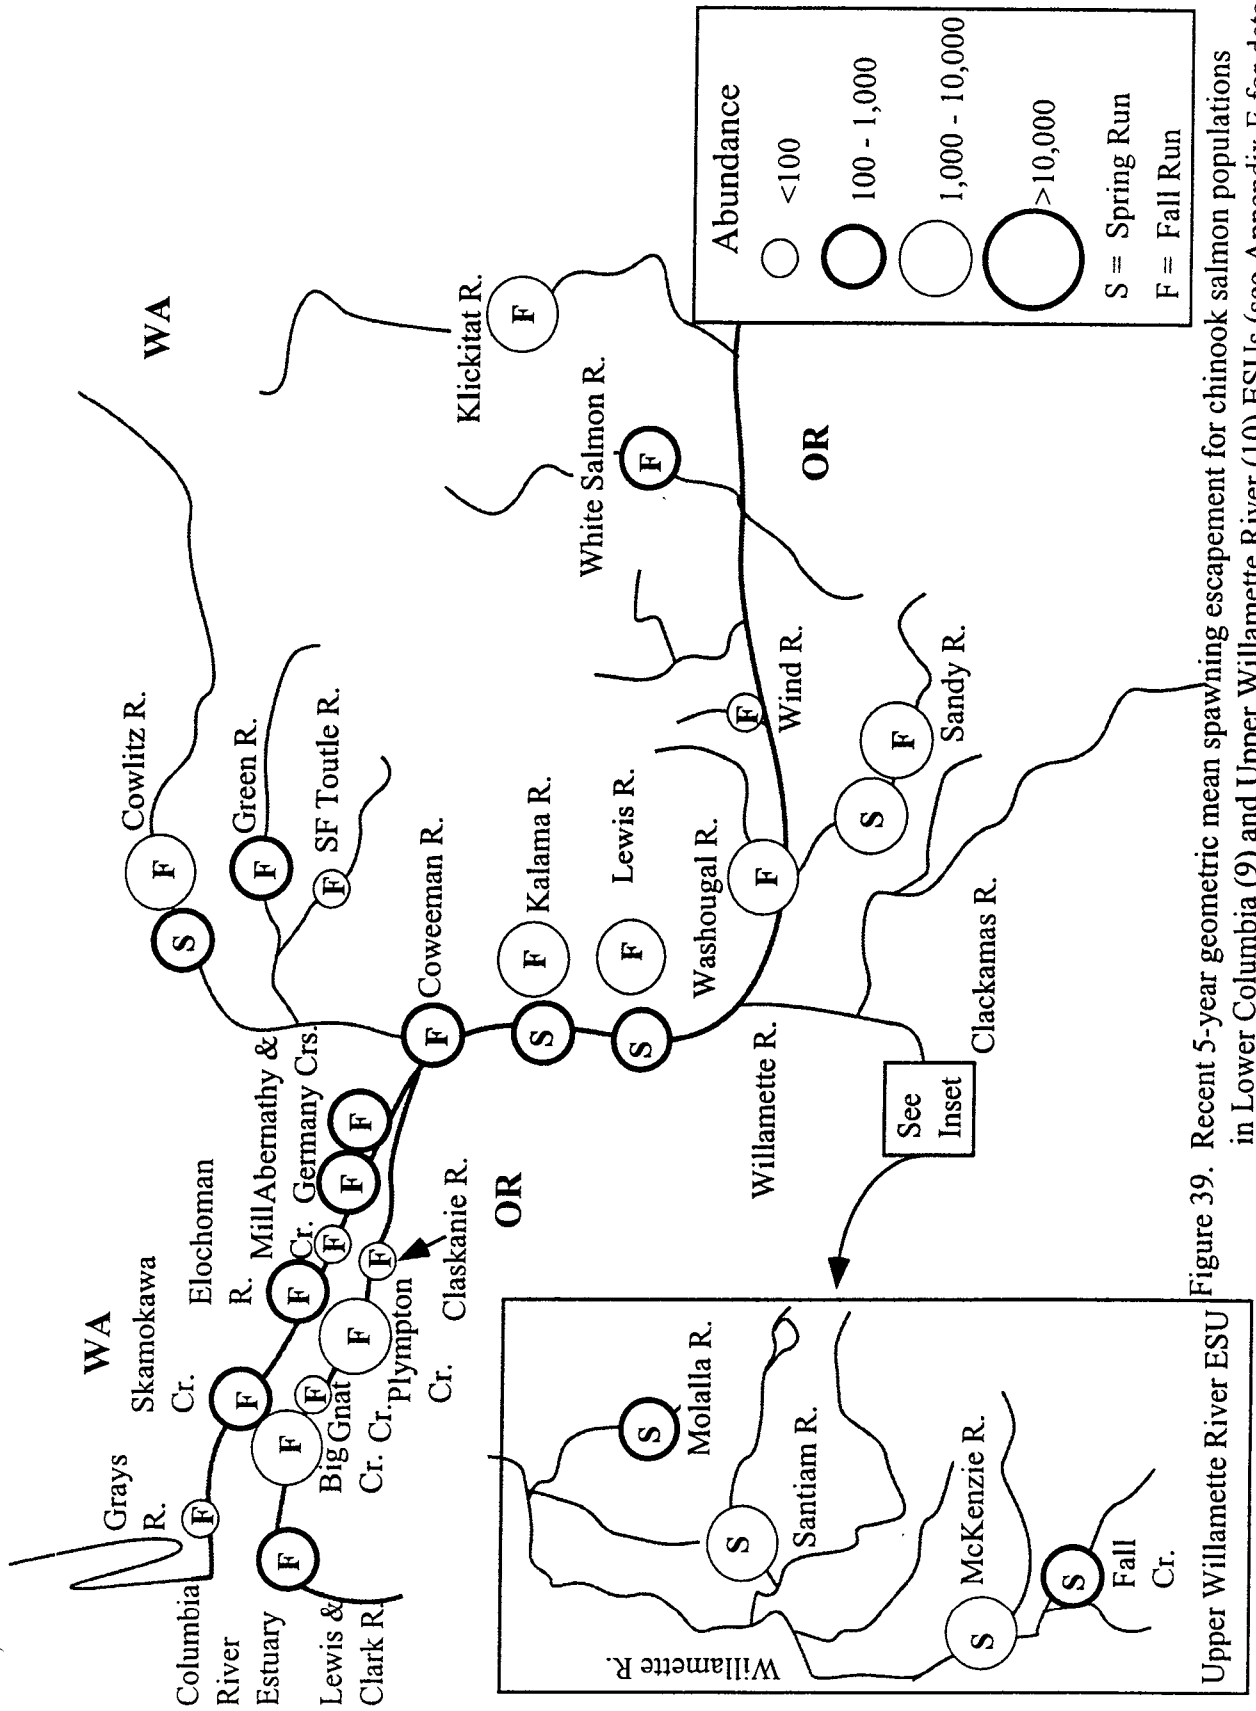 WA
Grays
R.
Skamokawa
Cr.
Elochoman
R.
Mill
Cr.
Abernathy &
Germany Crs.
Columbia
River
Estuary
Lewis &
Clark R.
Big
Cr.
Gnat
Cr.
Plympton
Cr.
Claskanie R.
OR
F
F
F
F
F
F
F
F
F
F
F
Coweeman R.
F
Cowlitz R.
S
F
Green R.
F
SF Toutle R.
F
Kalama R.
S
F
Lewis R.
S
F
Washougal R.
F
Wind R.
F
Sandy R.
S
F
White Salmon R.
F
Klickitat R.
F
WA
OR
Willamette R.
Clackamas R.
See
Inset
Willamette R.
Molalla R.
S
Santiam R.
S
McKenzie R.
S
Fall
Cr.
S
Upper Willamette River ESU
Abundance
<100
100 - 1,000
1,000 - 10,000
>10,000
S = Spring Run
F = Fall Run
Figure 39. Recent 5-year geometric mean spawning escapement for chinook salmon populations
in Lower Columbia (9) and Upper Willamette River (10) ESUs (see Appendix E for data